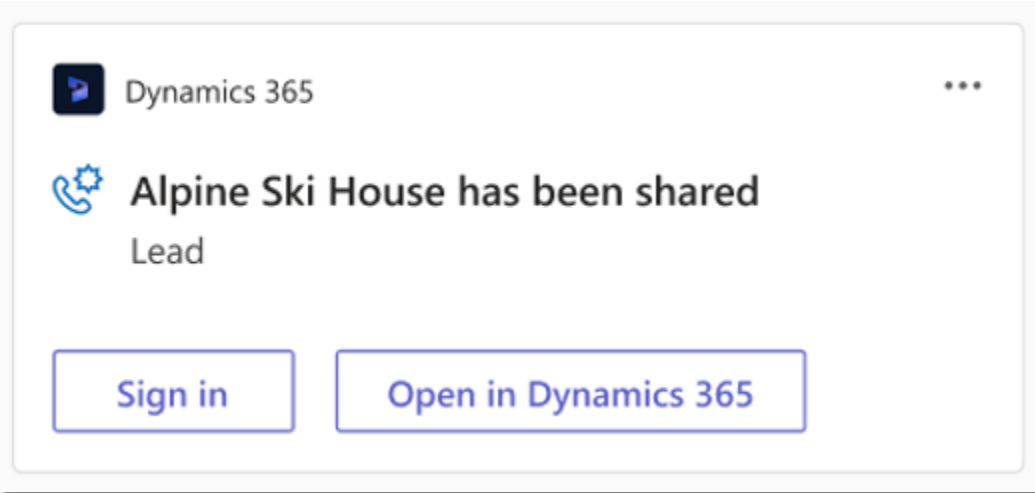 Dynamics 365
Alpine Ski House has been shared
Lead
Sign in
Open in Dynamics 365